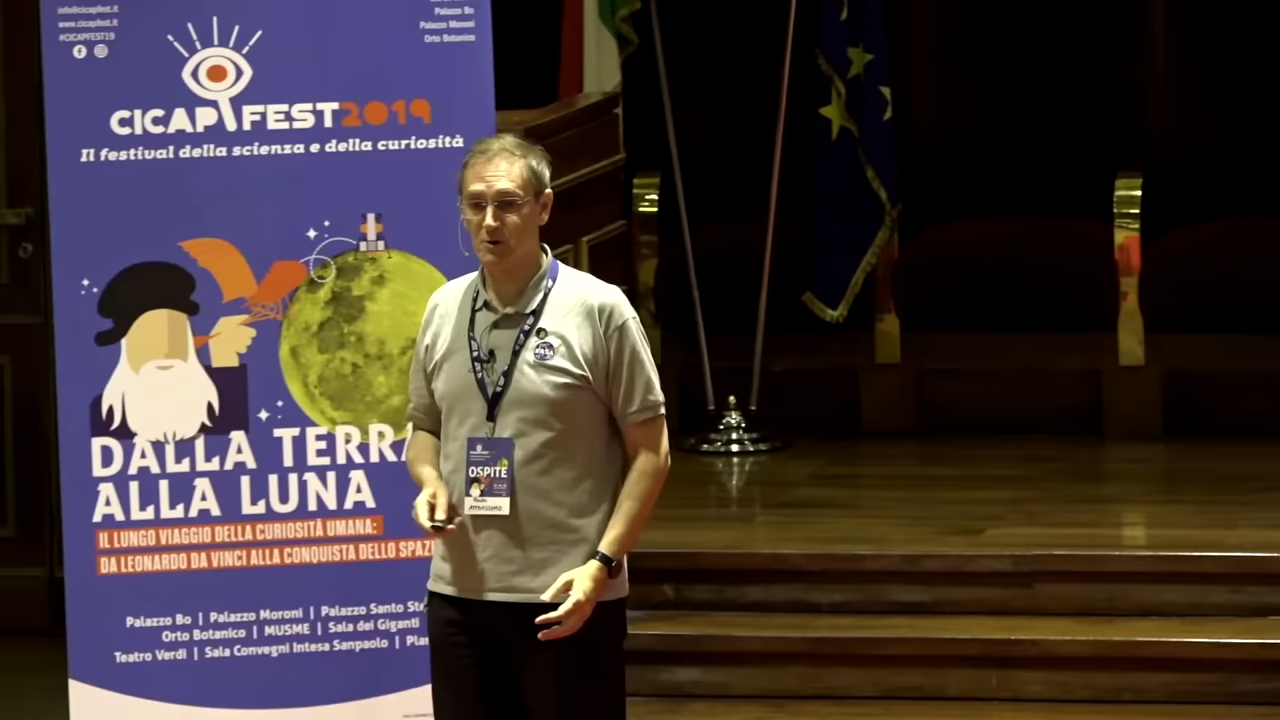 info@cicapfest.it
www.cicapfest.it
#CICAPFEST19
Palazzo Bo
Palazzo Moroni
Orto Botanico
CICAP FEST 2019
Il festival della scienza e della curiosità
NASA
DALLA TERRA
ALLA LUNA
IL LUNGO VIAGGIO DELLA CURIOSITÀ UMANA:
DA LEONARDO DA VINCI ALLA CONQUISTA DELLO SPAZI
Palazzo Bo | Palazzo Moroni | Palazzo Santo Ste
Orto Botanico | MUSME | Sala dei Giganti
Teatro Verdi | Sala Convegni Intesa Sanpaolo | Pla
OSPITE